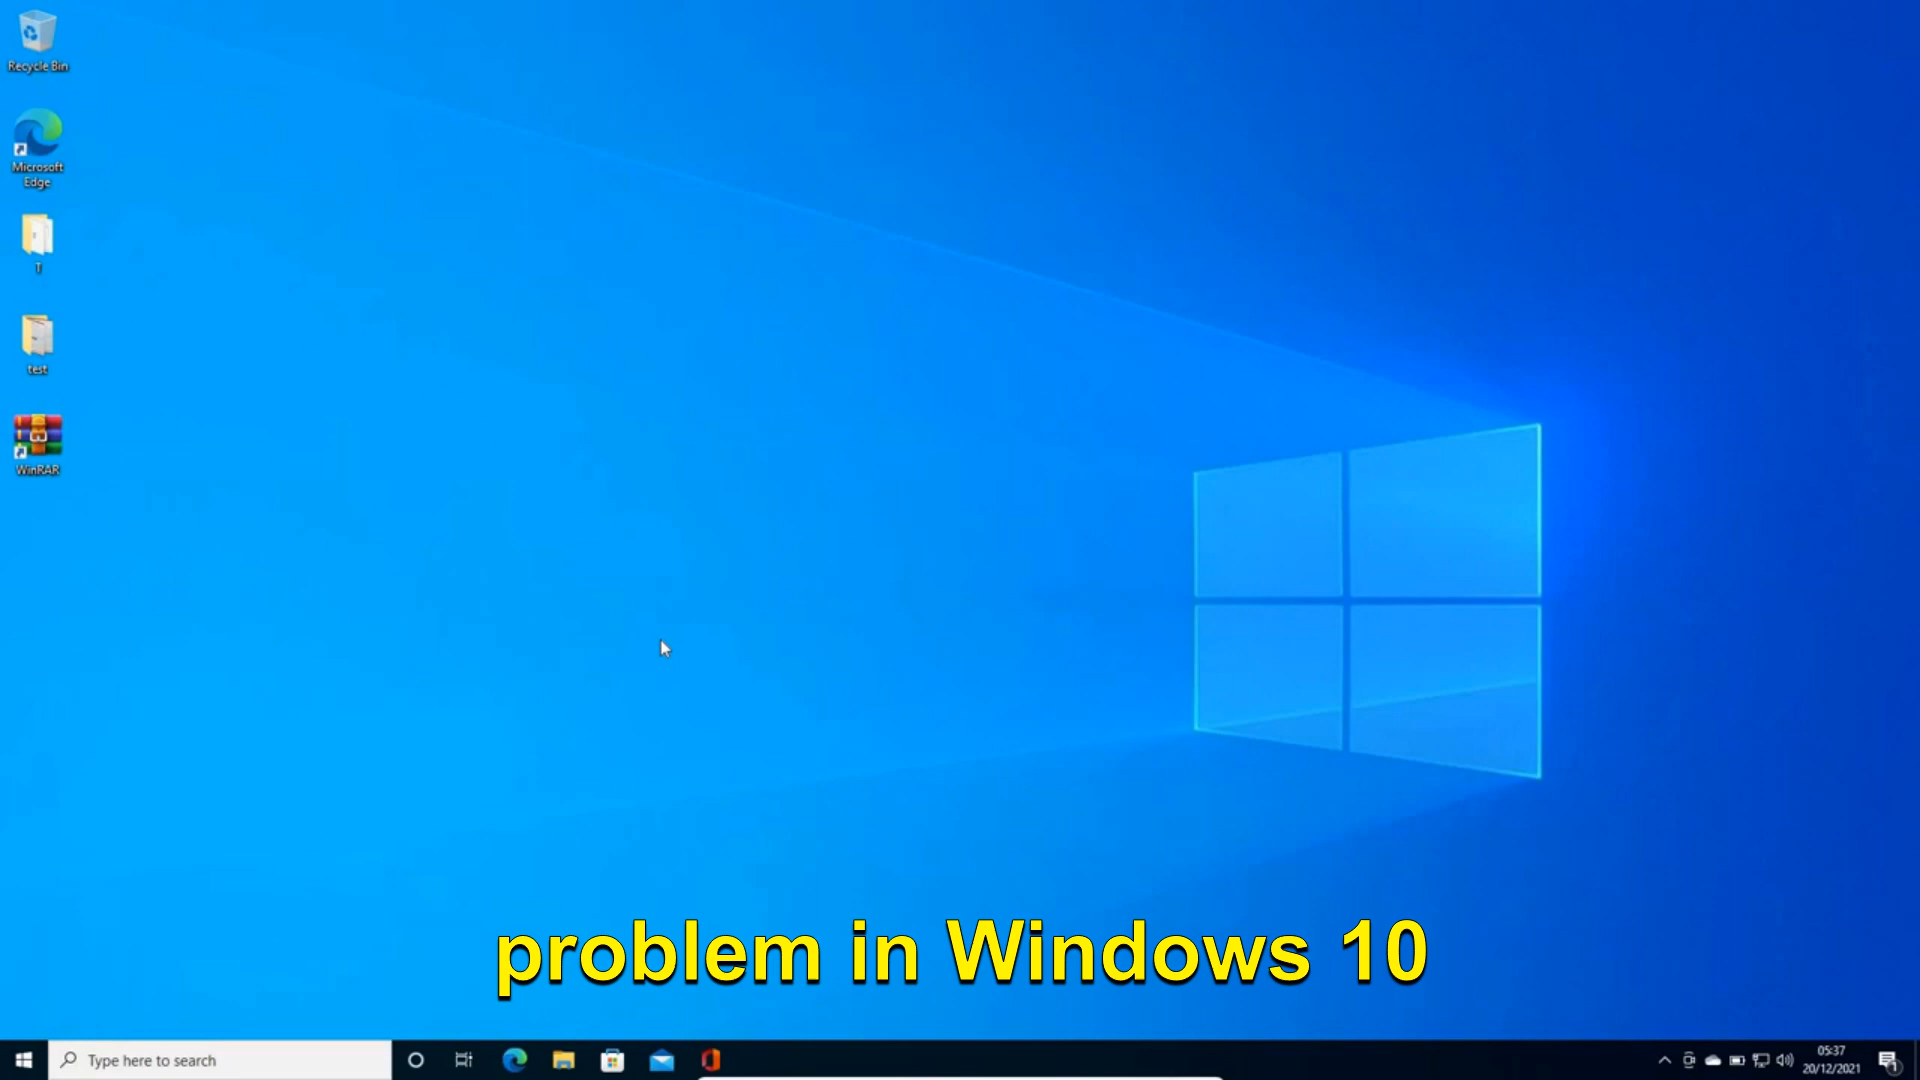 Recycle Bin
Microsoft
Edge
T
test
WinRAR
problem in Windows 10
Type here to search
05:37
20/12/2021
1